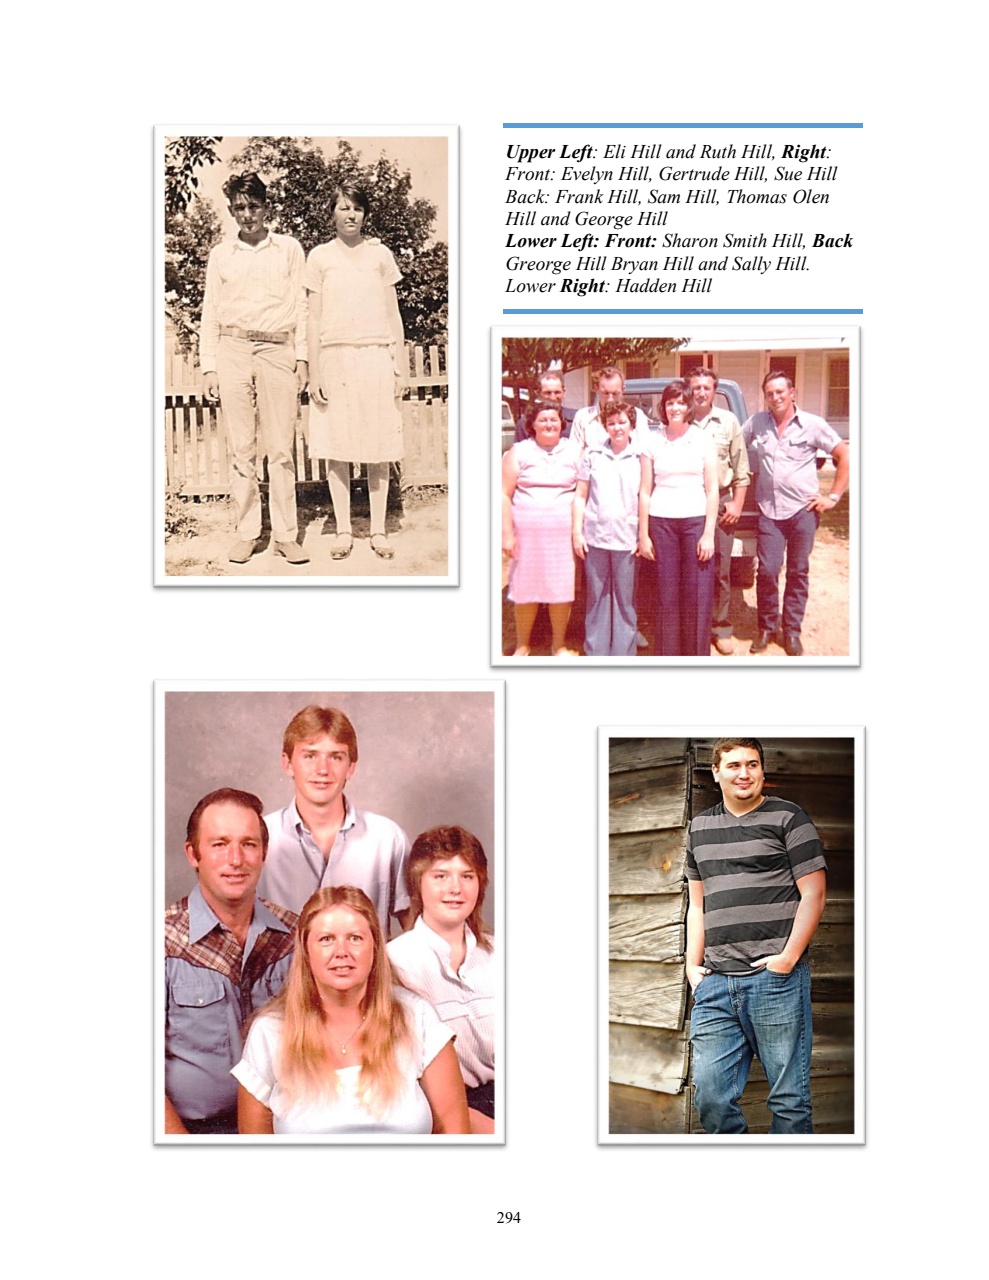 Upper Left: Eli Hill and Ruth Hill, Right:
Front: Evelyn Hill, Gertrude Hill, Sue Hill
Back: Frank Hill, Sam Hill, Thomas Olen
Hill and George Hill
Lower Left: Front: Sharon Smith Hill, Back
Greorge Hill Bryan Hill and Sally Hill.
Lower Right: Hadden Hill
294